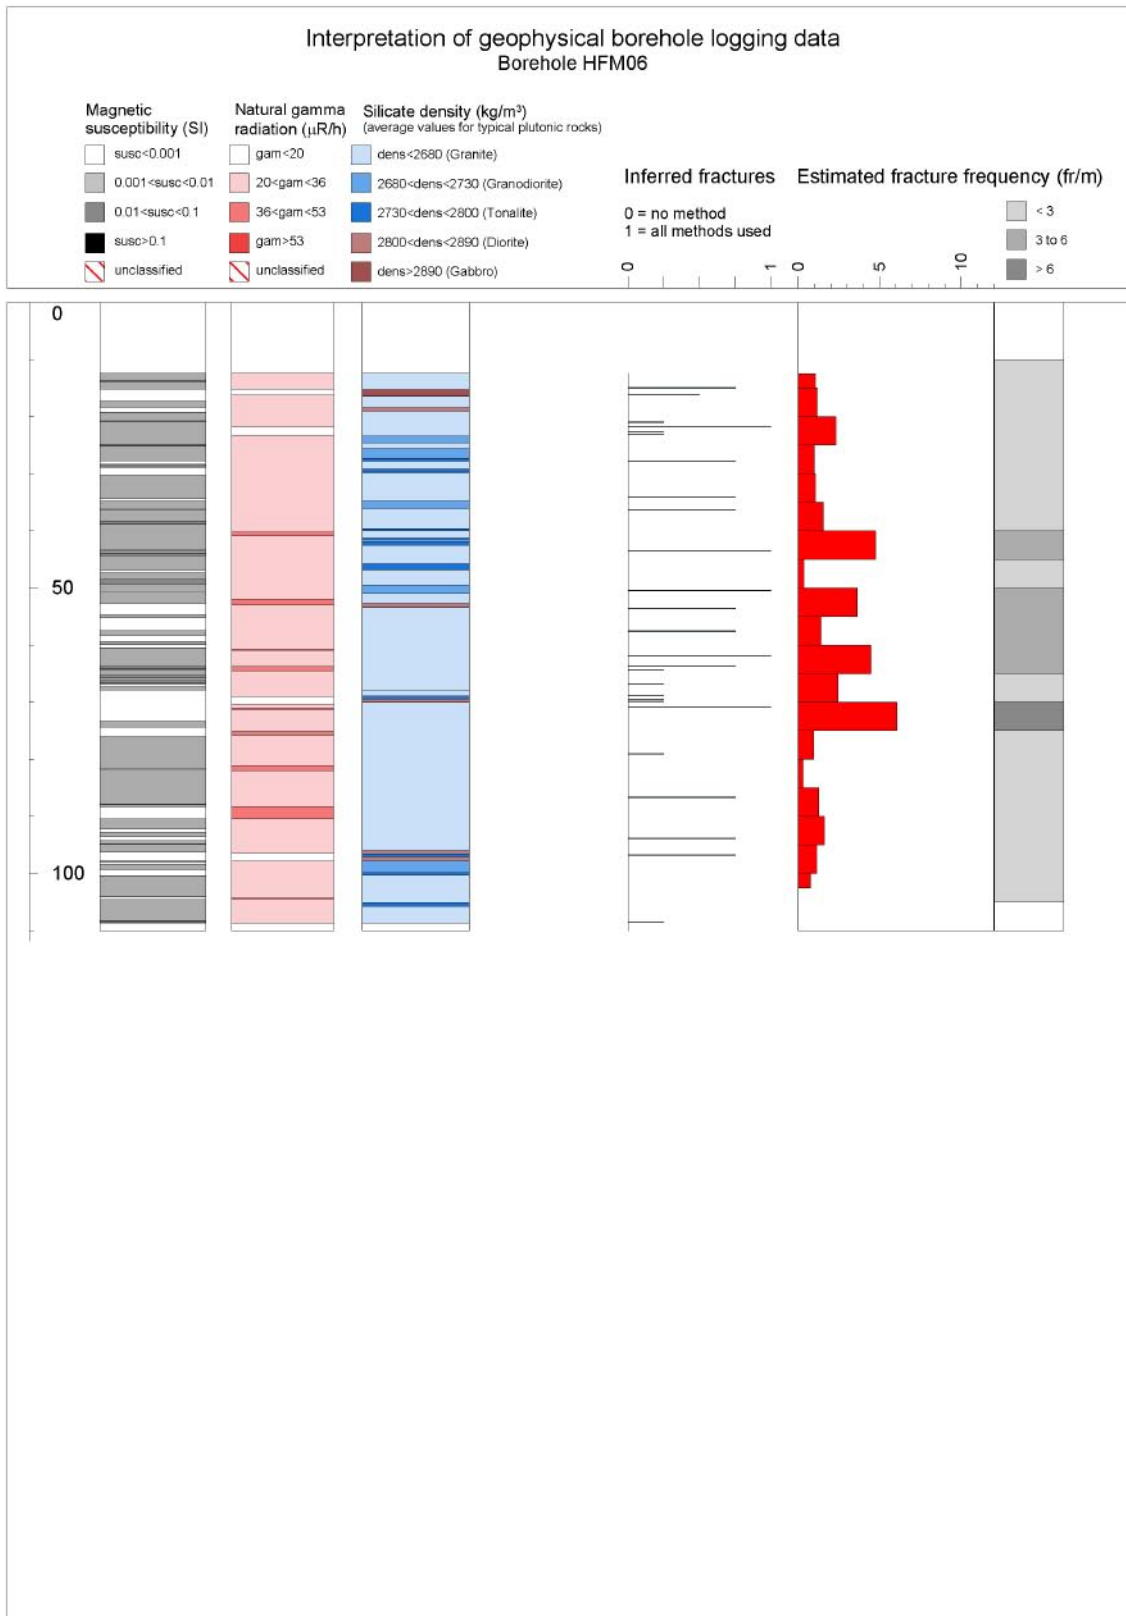 Interpretation of geophysical borehole logging data
Borehole HFM06
Magnetic
susceptibility (SI)
susc<0.001
0.001<susc<0.01
0.01<susc<0.1
susc>0.1
unclassified
Natural gamma
radiation (μR/h)
gam<20
20<gam<36
36<gam<53
gam>53
unclassified
Silicate density (kg/m³)
(average values for typical plutonic rocks)
dens<2680 (Granite)
2680<dens<2730 (Granodiorite)
2730<dens<2800 (Tonalite)
2800<dens<2890 (Diorite)
dens>2890 (Gabbro)
Inferred fractures
0 = no method
1 = all methods used
0
1
Estimated fracture frequency (fr/m)
0
5
10
< 3
3 to 6
> 6
0
50
100